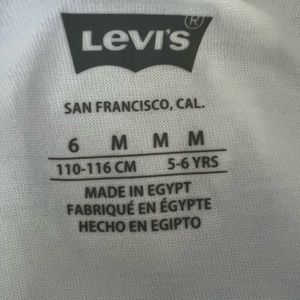 LEVI'S®
SAN FRANCISCO, CAL.
6 M M M
110-116 CM 5-6 YRS
MADE IN EGYPT
FABRIQUÉ EN ÉGYPTE
HECHO EN EGIPTO